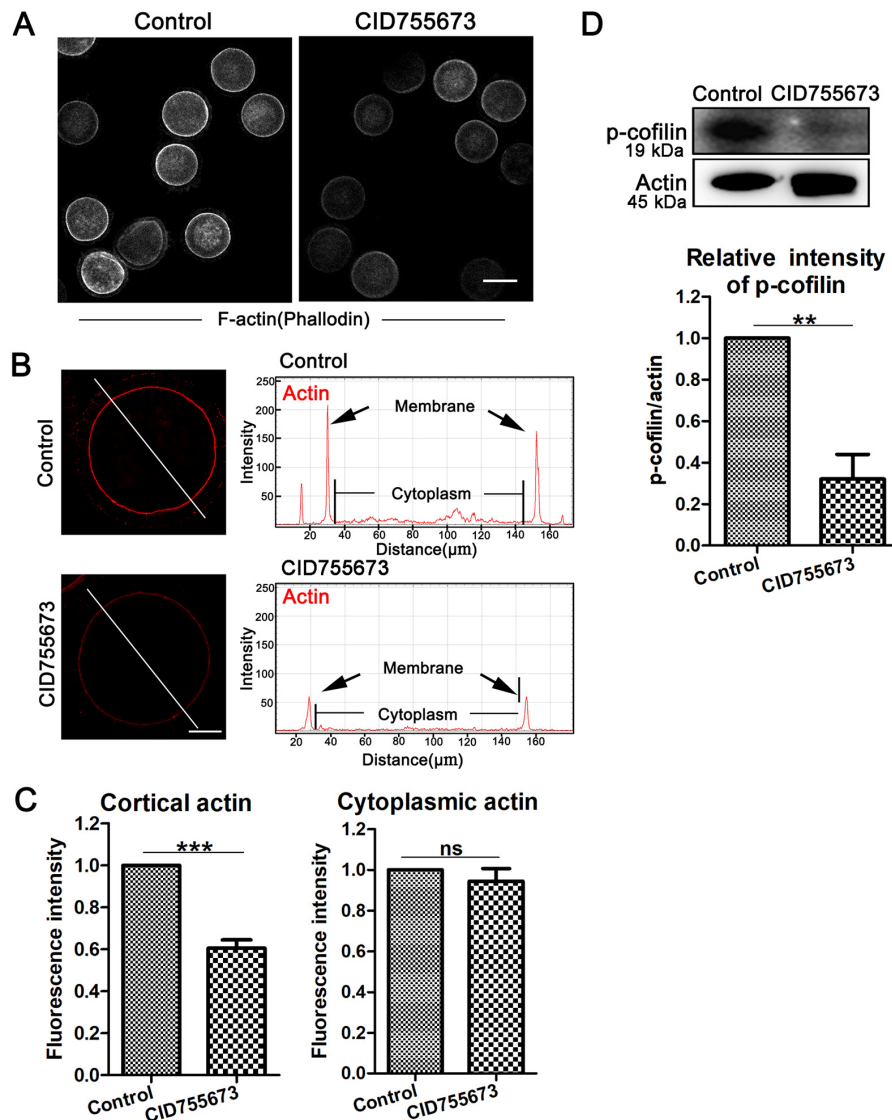 A
Control
CID755673
F-actin(Phallodin)
B
Control
Control
Actin
Membrane
Cytoplasm
Intensity
250
200
150
100
50
20 40 60 80 100 120 140 160
Distance(μm)
CID755673
CID755673
Actin
Membrane
Cytoplasm
Intensity
250
200
150
100
50
20 40 60 80 100 120 140 160
Distance(μm)
C
Cortical actin
***
Fluorescence intensity
1.2
1.0
0.8
0.6
0.4
0.2
0.0
Control
CID755673
Cytoplasmic actin
ns
Fluorescence intensity
1.2
1.0
0.8
0.6
0.4
0.2
0.0
Control
CID755673
D
Control CID755673
p-cofilin
19 kDa
Actin
45 kDa
Relative intensity
of p-cofilin
**
p-cofilin/actin
1.2
1.0
0.8
0.6
0.4
0.2
0.0
Control
CID755673